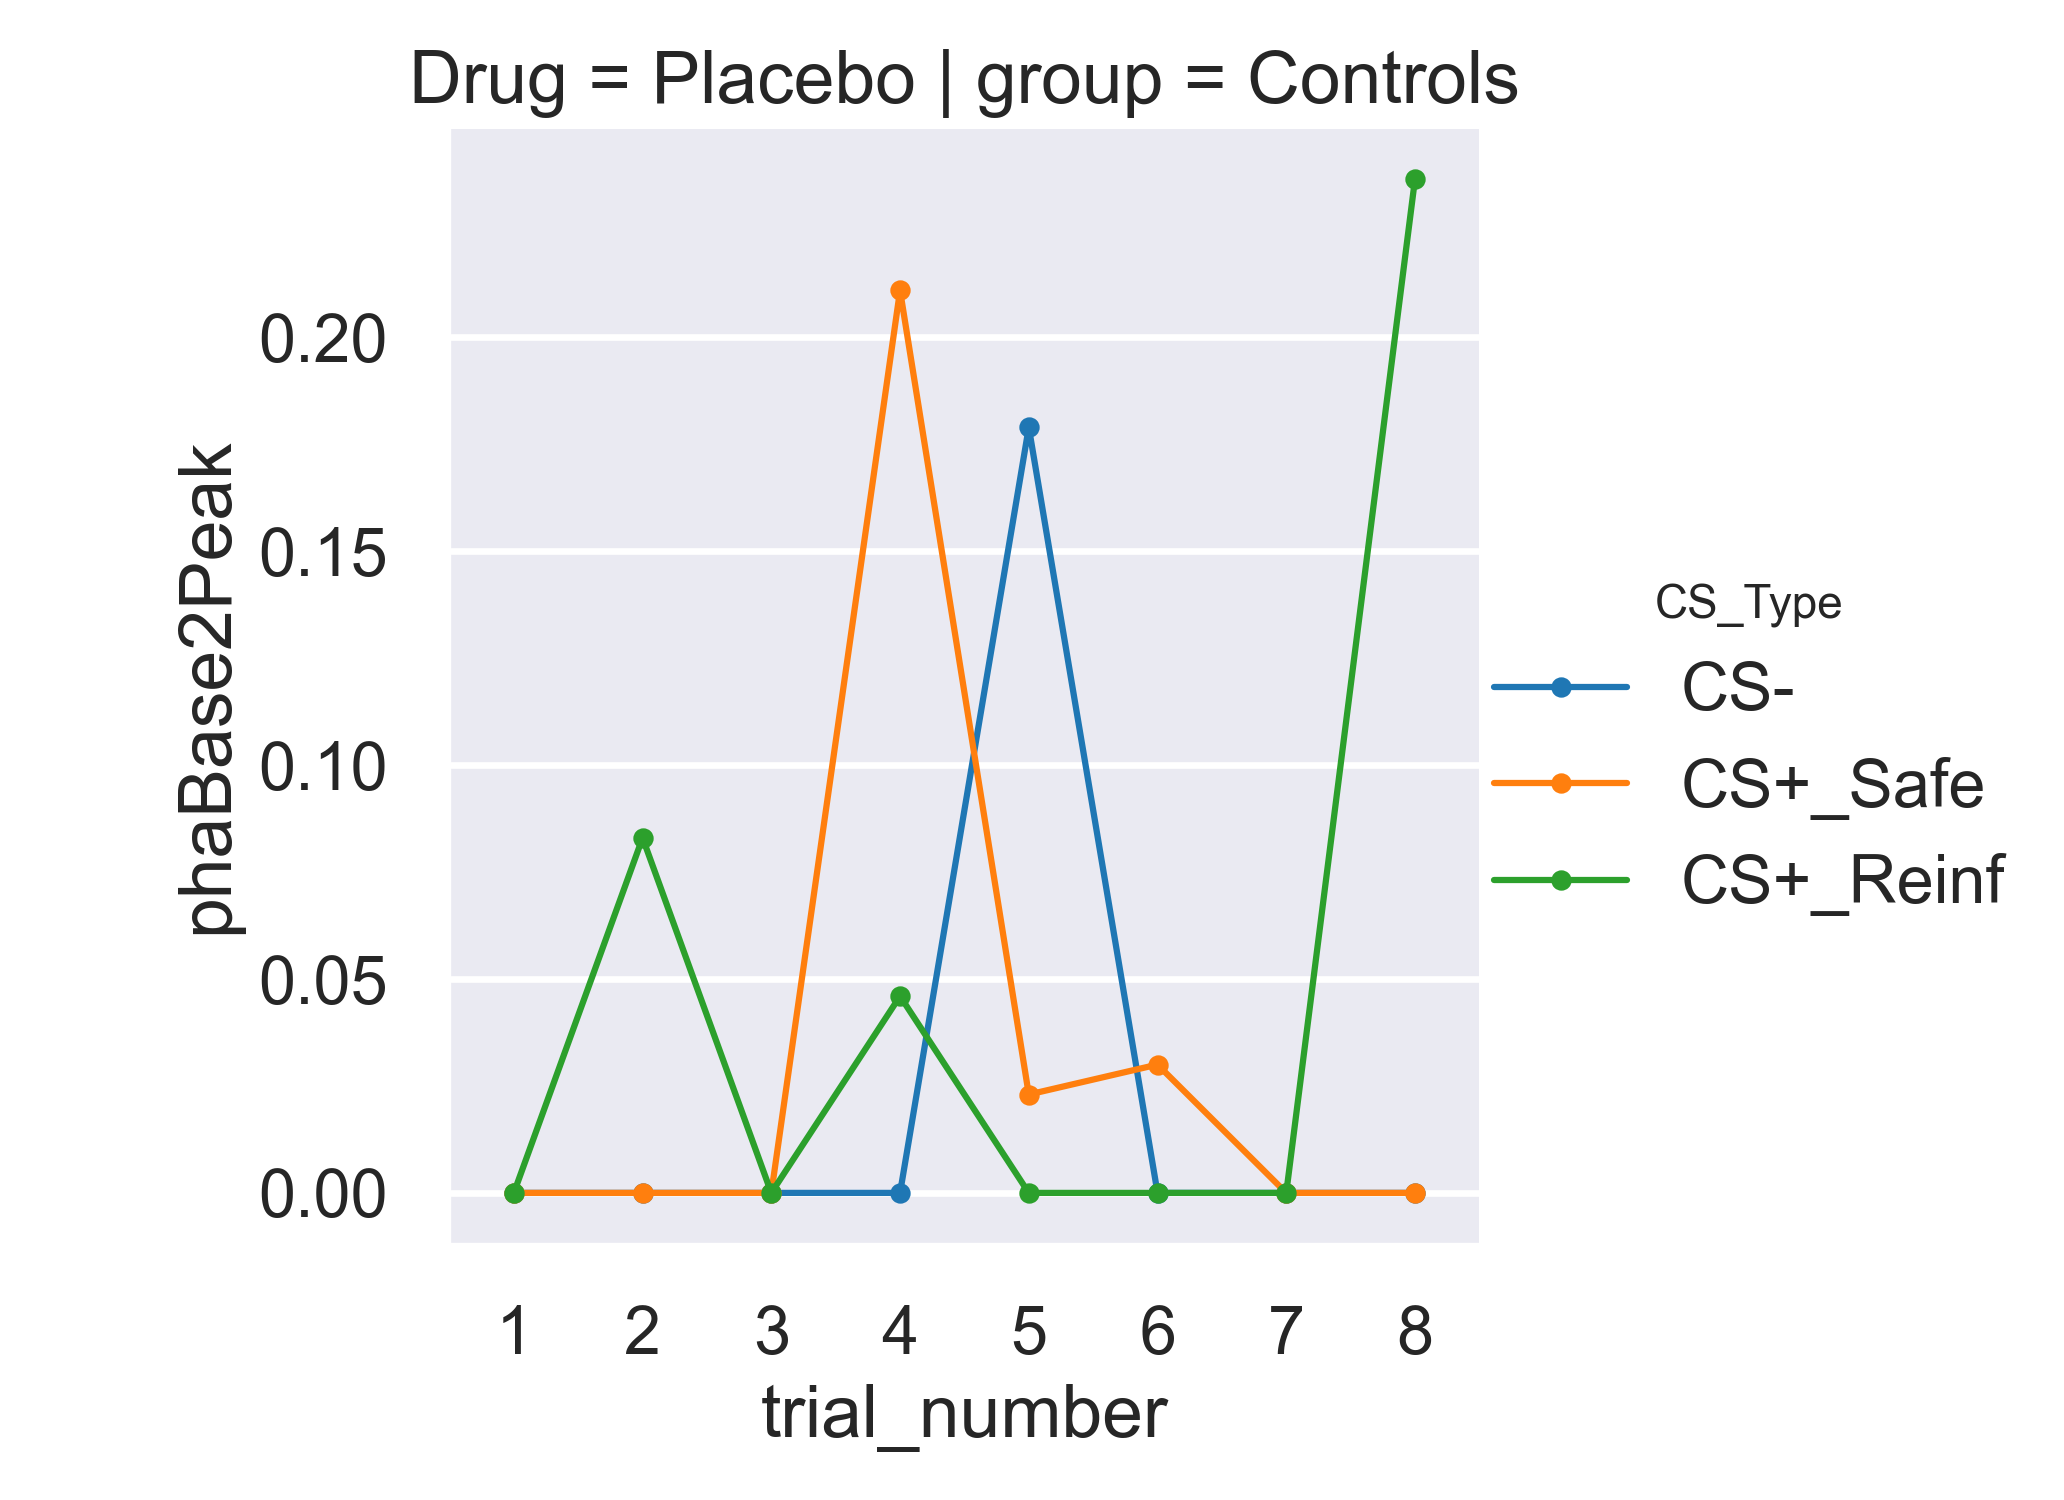 Drug = Placebo | group = Controls
phaBase2Peak
0.20
0.15
0.10
0.05
0.00
1 2 3 4 5 6 7 8
trial_number
CS_Type
CS-
CS+_Safe
CS+_Reinf